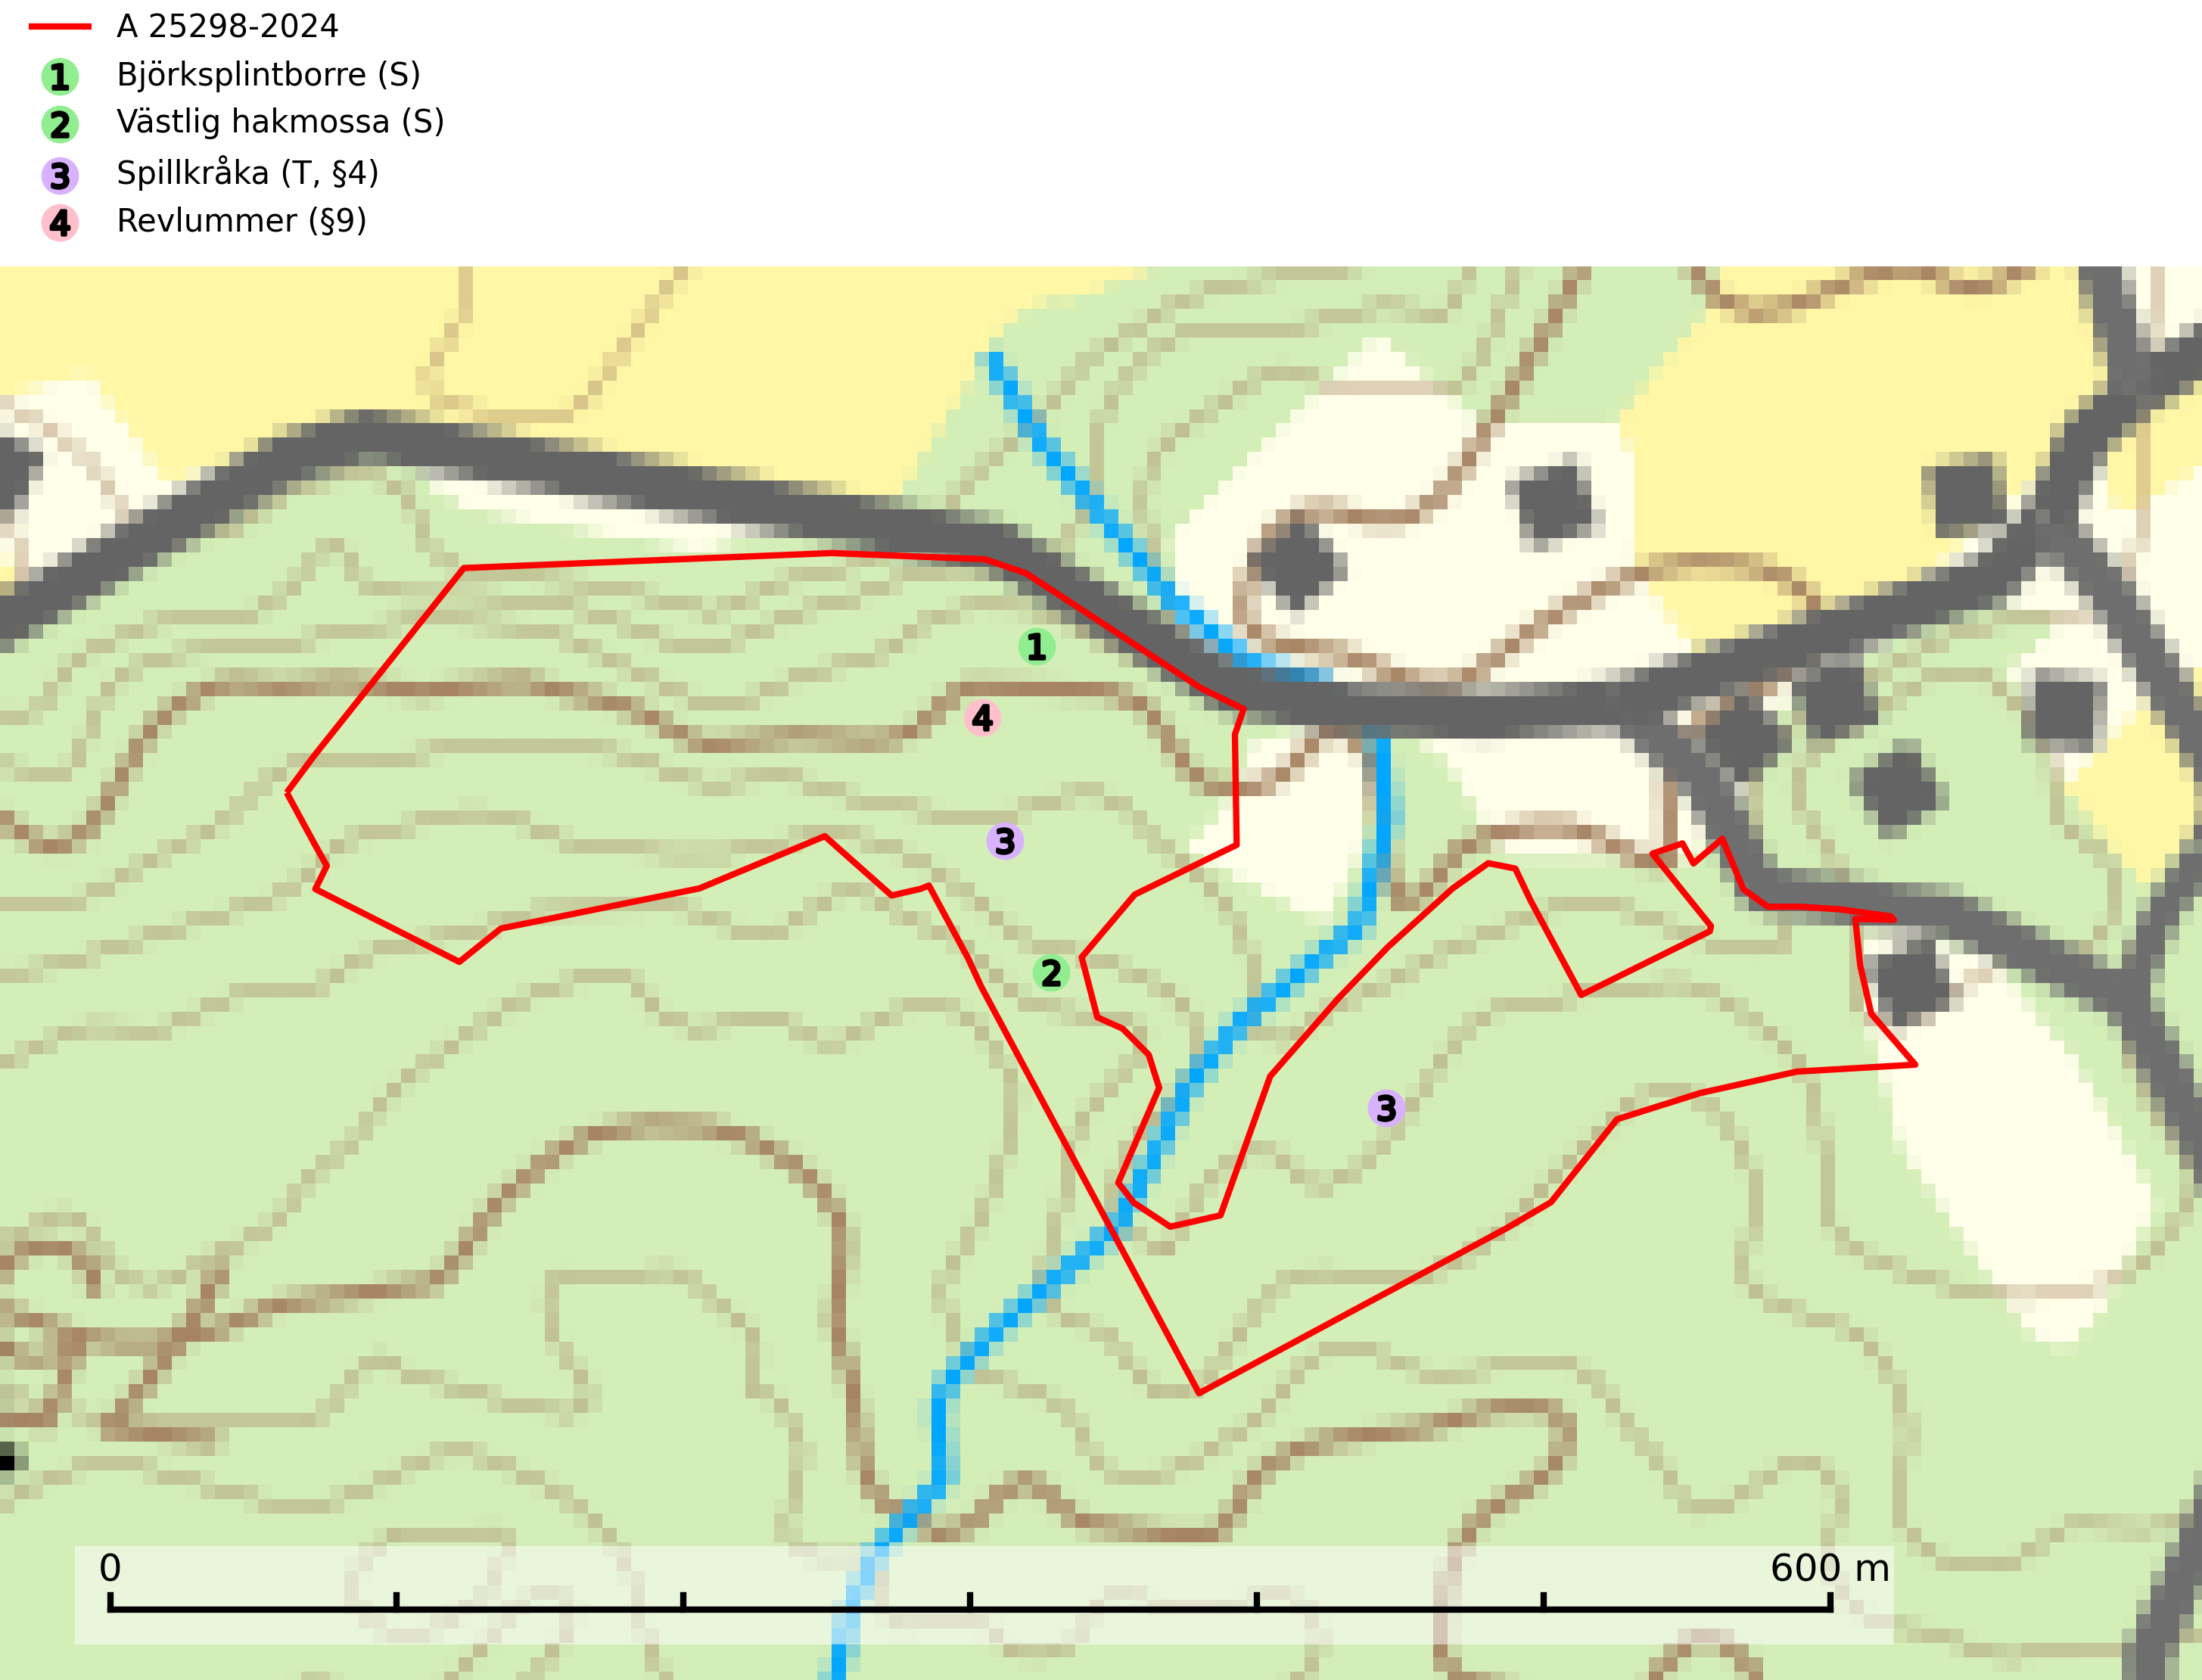 A 25298-2024
1 Björksplintborre (S)
2 Västlig hakmossa (S)
3 Spillkråka (T, §4)
4 Revlummer (§9)
1
4
3
2
3
0 600 m